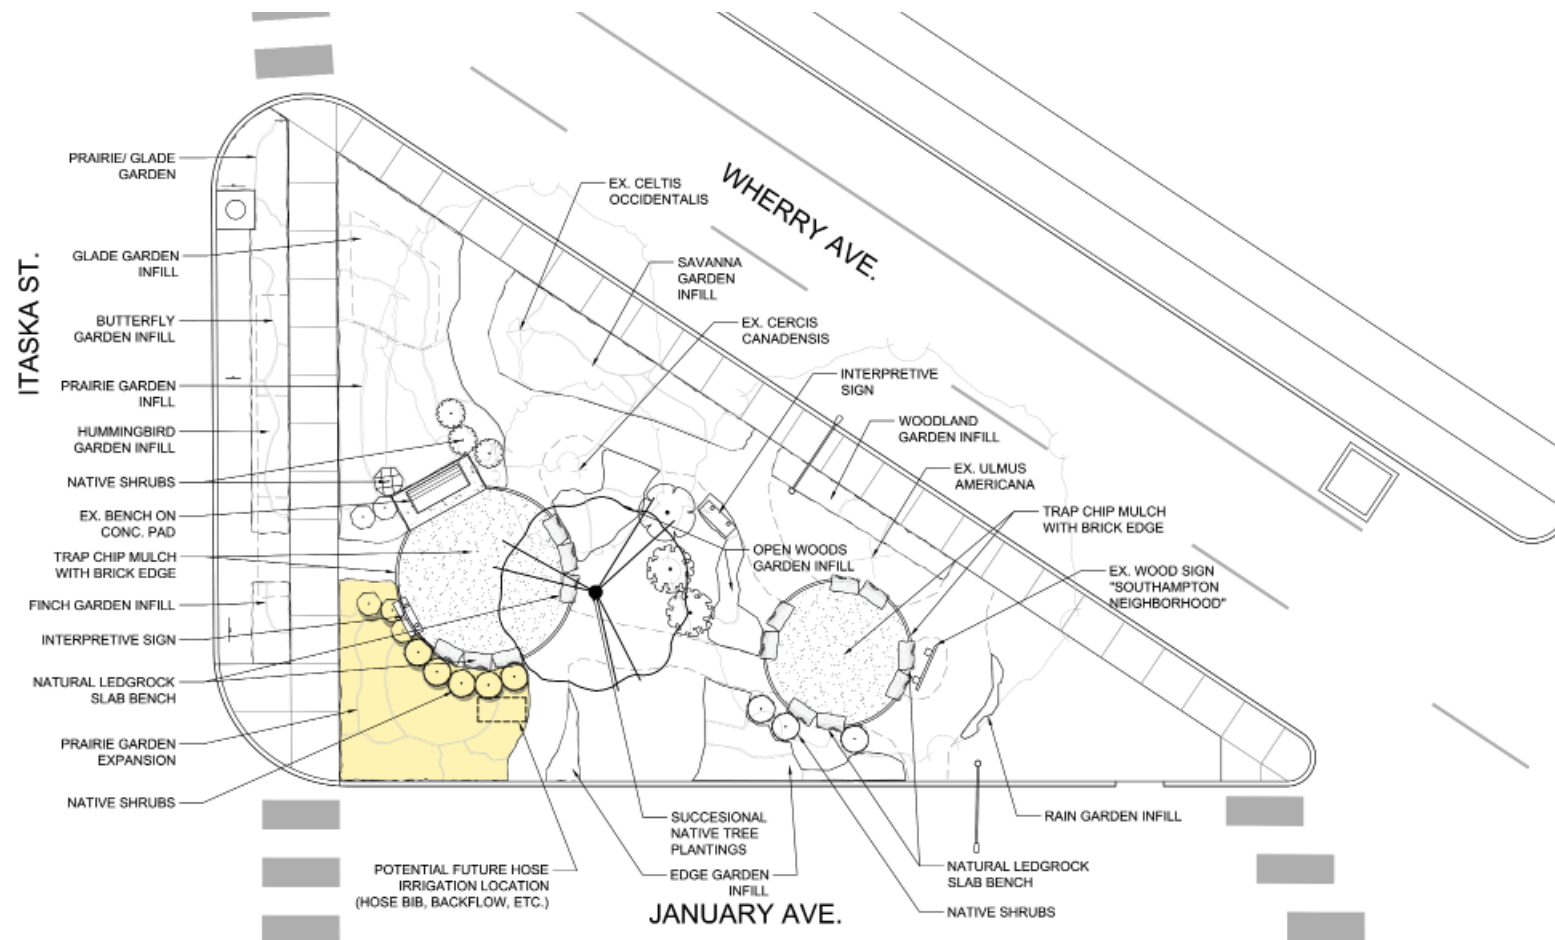 ITASKA ST.
WHERRY AVE.
JANUARY AVE.
PRAIRIE/ GLADE
GARDEN
GLADE GARDEN
INFILL
BUTTERFLY
GARDEN INFILL
PRAIRIE GARDEN
INFLL
HUMMINGBIRD
GARDEN INFILL
NATIVE SHRUBS
EX. BENCH ON
CONC. PAD
TRAP CHIP MULCH
WITH BRICK EDGE
FINCH GARDEN INFILL
INTERPRETIVE SIGN
NATURAL LEDGROCK
SLAB BENCH
PRAIRIE GARDEN
EXPANSION
NATIVE SHRUBS
POTENTIAL FUTURE HOSE
IRRIGATION LOCATION
(HOSE BIB, BACKFLOW, ETC.)
EX. CELTIS
OCCIDENTALIS
SAVANNA
GARDEN
INFILL
EX. CERCIS
CANADENSIS
INTERPRETIVE
SIGN
WOODLAND
GARDEN INFILL
EX. ULMUS
AMERICANA
TRAP CHIP MULCH
WITH BRICK EDGE
OPEN WOODS
GARDEN INFILL
EX. WOOD SIGN
"SOUTHAMPTON
NEIGHBORHOOD"
RAIN GARDEN INFILL
SUCCESIONAL
NATIVE TREE
PLANTINGS
EDGE GARDEN
INFILL
NATURAL LEDGROCK
SLAB BENCH
NATIVE SHRUBS